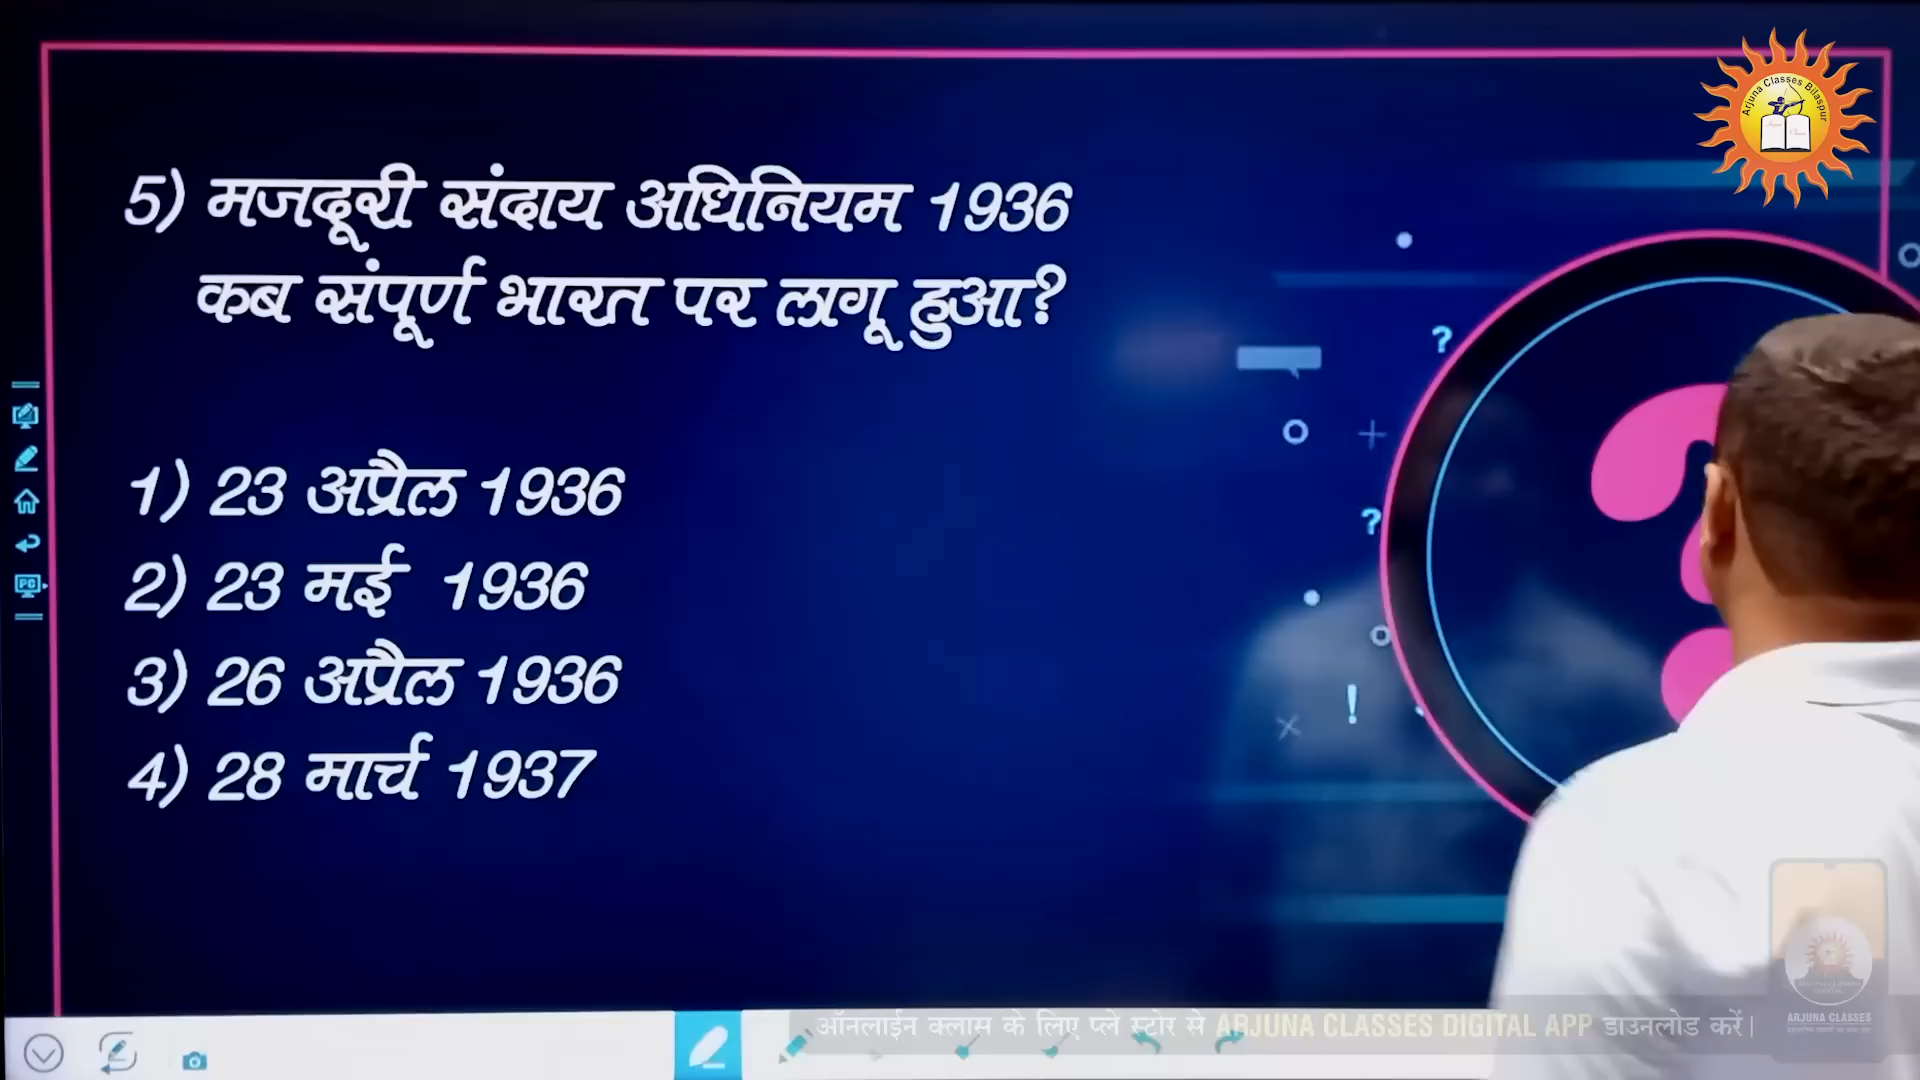 Arjuna Classes Bilaspur
5) मजदूरी संदाय अधिनियम 1936
कब संपूर्ण भारत पर लागू हुआ?
1) 23 अप्रैल 1936
2) 23 मई 1936
3) 26 अप्रैल 1936
4) 28 मार्च 1937
PC
ऑनलाईन क्लास के लिए प्ले स्टोर से ARJUNA CLASSES DIGITAL APP डाउनलोड करें|
ARJUNA CLASSES